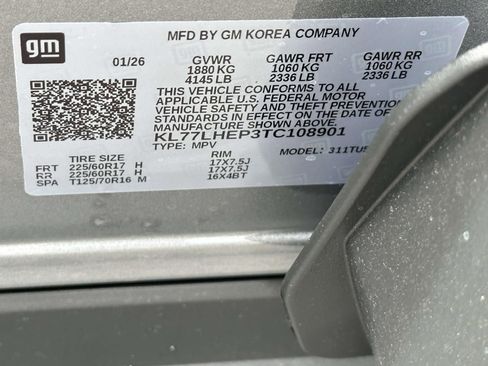 gm
MFD BY GM KOREA COMPANY
01/26 GVWR GAWR FRT GAWR RR
1880 KG 1060 KG 1060 KG
4145 LB 2336 LB 2336 LB
THIS VEHICLE CONFORMS TO ALL
APPLICABLE U.S. FEDERAL MOTOR
VEHICLE SAFETY AND THEFT PREVENTION
STANDARDS IN EFFECT ON THE DATE OF
MANUFACTURE SHOWN ABOVE.
KL77LHEP3TC108901
TYPE: MPV MODEL: 311TU5
TIRE SIZE RIM
FRT 225/60R17 H 17X7.5J
RR 225/60R17 H 17X7.5J
SPA T125/70R16 M 16X4BT